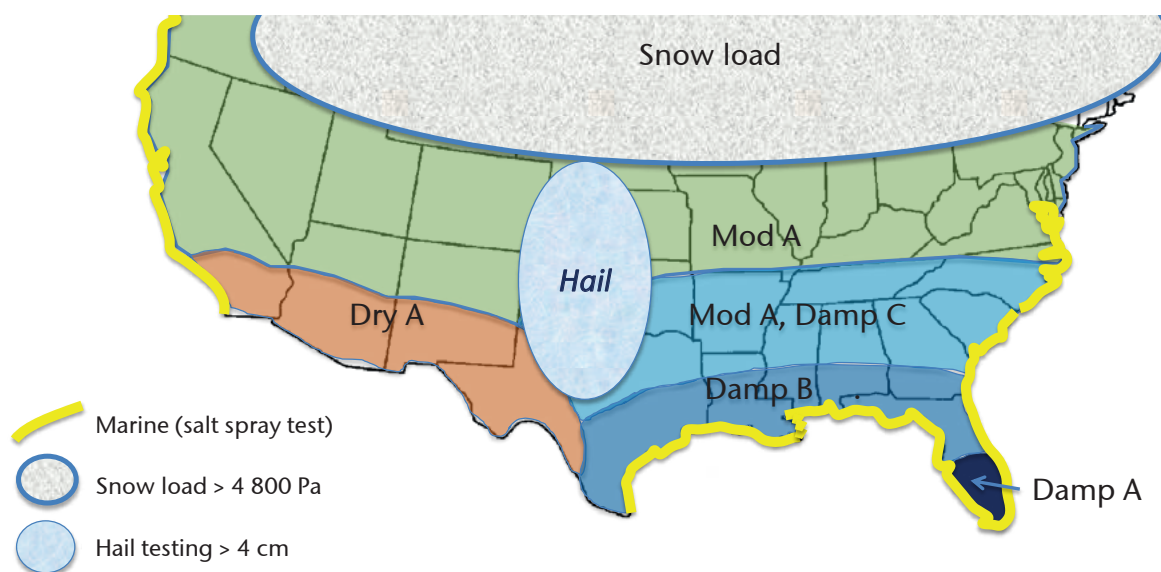 Snow load
Mod A
Hail
Dry A
Mod A, Damp C
Damp B
Damp A
Marine (salt spray test)
Snow load > 4 800 Pa
Hail testing > 4 cm